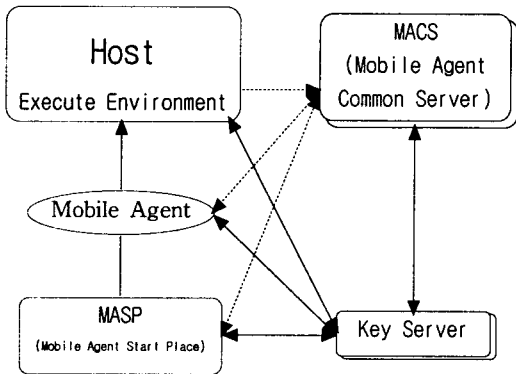 Host
Execute Environment
MACS
(Mobile Agent
Common Server)
Mobile Agent
MASP
(Mobile Agent Start Place)
Key Server